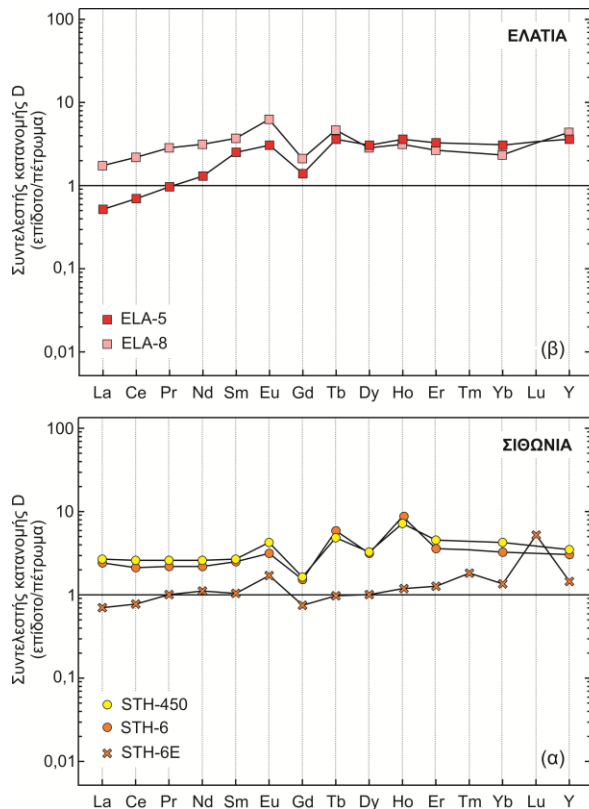 ΕΛΑΤΙΑ
Συντελεστής κατανομής D
(επίδοτο/πέτρωμα)
100
10
1
0,1
0,01
ELA-5
ELA-8
(β)
La Ce Pr Nd Sm Eu Gd Tb Dy Ho Er Tm Yb Lu Y
ΣΙΘΩΝΙΑ
Συντελεστής κατανομής D
(επίδοτο/πέτρωμα)
100
10
1
0,1
0,01
STH-450
STH-6
STH-6E
(α)
La Ce Pr Nd Sm Eu Gd Tb Dy Ho Er Tm Yb Lu Y